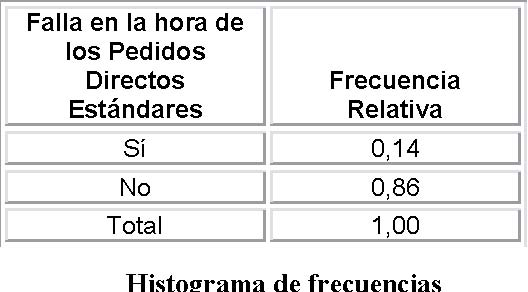 Falla en la hora de
los Pedidos
Directos
Estándares
Frecuencia
Relativa
Sí 0,14
No 0,86
Total 1,00
Histograma de frecuencias